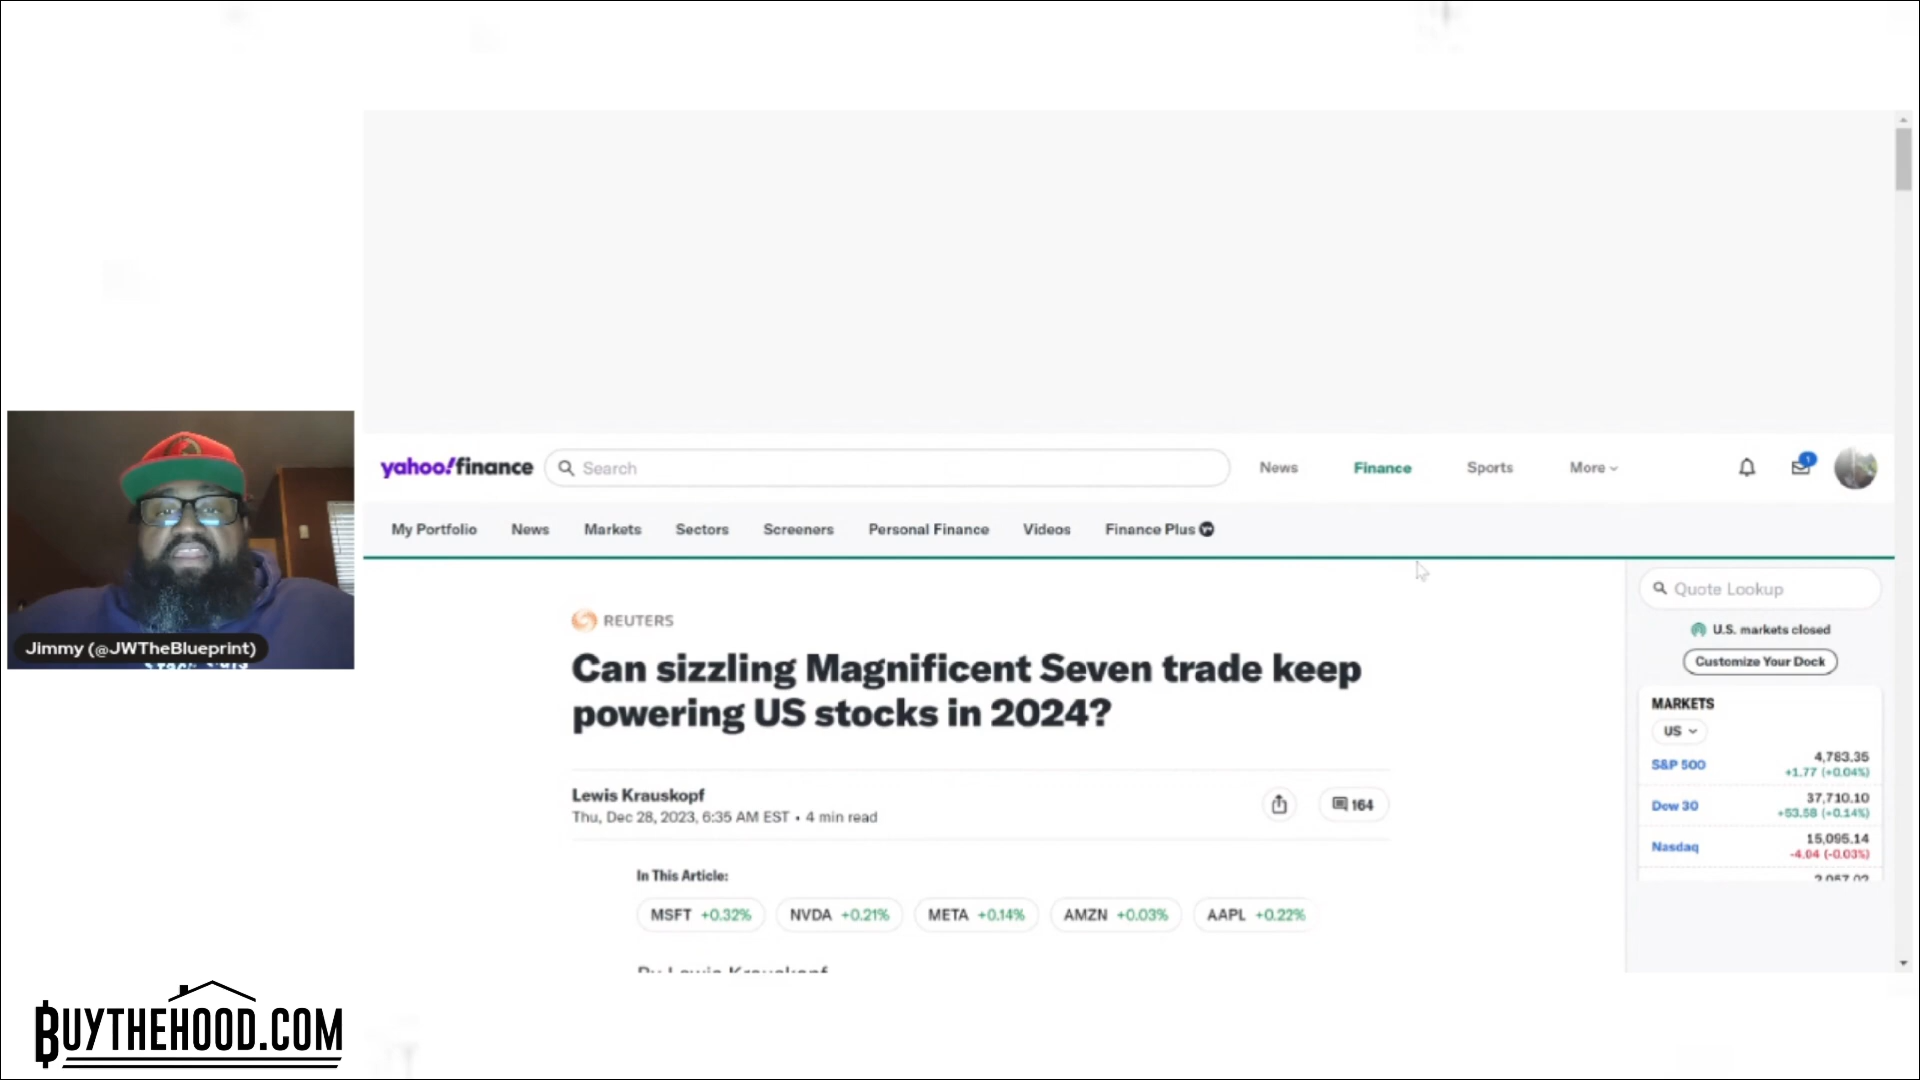 yahoo!finance
Search
News
Finance
Sports
More
1
My Portfolio
News
Markets
Sectors
Screeners
Personal Finance
Videos
Finance Plus
REUTERS
Can sizzling Magnificent Seven trade keep
powering US stocks in 2024?
Lewis Krauskopf
Thu, Dec 28, 2023, 6:35 AM EST • 4 min read
164
In This Article:
MSFT +0.32%
NVDA +0.21%
META +0.14%
AMZN +0.03%
AAPL +0.22%
By Lewis Krauskopf
Quote Lookup
U.S. markets closed
Customize Your Dock
MARKETS
US
S&P 500
4,783.35
+1.77 (+0.04%)
Dow 30
37,710.10
+53.58 (+0.14%)
Nasdaq
15,095.14
-4.04 (-0.03%)
Jimmy (@JWTheBlueprint)
BUYTHEHOOD.COM